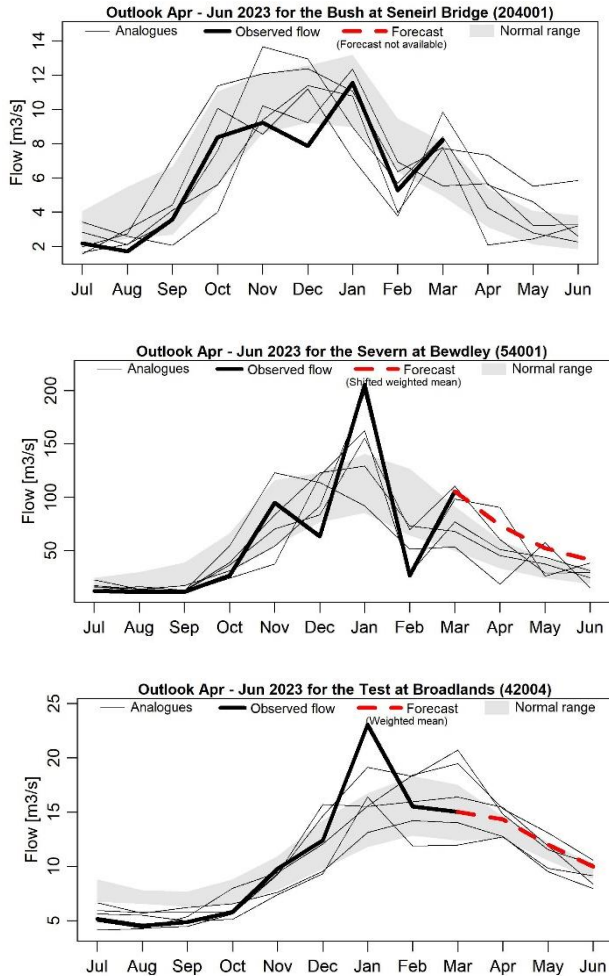 Outlook Apr - Jun 2023 for the Bush at Seneirl Bridge (204001)
Analogues Observed flow Forecast Normal range
(Forecast not available)
Flow [m3/s]
14
12
10
8
6
4
2
Jul Aug Sep Oct Nov Dec Jan Feb Mar Apr May Jun
Outlook Apr - Jun 2023 for the Severn at Bewdley (54001)
Analogues Observed flow Forecast Normal range
(Shifted weighted mean)
Flow [m3/s]
200
150
100
50
Jul Aug Sep Oct Nov Dec Jan Feb Mar Apr May Jun
Outlook Apr - Jun 2023 for the Test at Broadlands (42004)
Analogues Observed flow Forecast Normal range
(Weighted mean)
Flow [m3/s]
25
20
15
10
5
Jul Aug Sep Oct Nov Dec Jan Feb Mar Apr May Jun